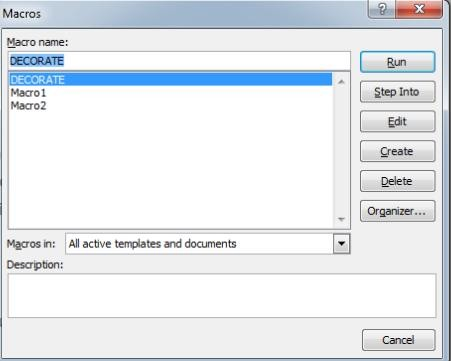 Macros
Macro name:
DECORATE
Run
DECORATE
Macro1
Macro2
Step Into
Edit
Create
Delete
Organizer...
Macros in: All active templates and documents
Description:
Cancel